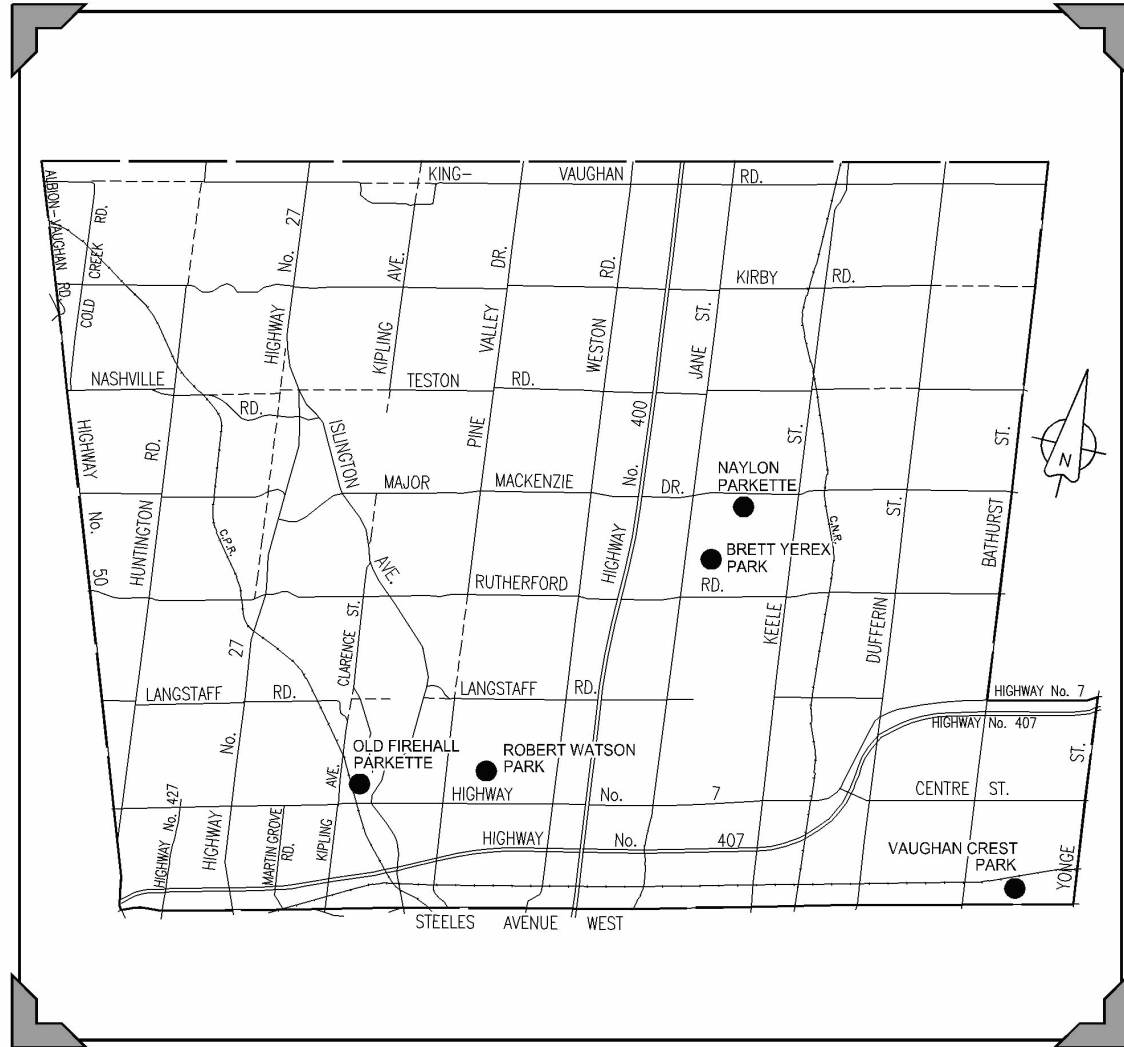 KING- VAUGHAN RD.
ALBION-VAUGHAN RD.
COLD CREEK RD.
HIGHWAY No. 27
KIPLING AVE.
PINE VALLEY DR.
WESTON RD.
JANE ST.
KIRBY RD.
NASHVILLE RD.
TESTON RD.
HIGHWAY No. 50
HUNTINGTON RD.
C.P.R.
ISLINGTON AVE.
MAJOR MACKENZIE DR.
HIGHWAY No. 400
NAYLON
PARKETTE
BRETT YEREX
PARK
RUTHERFORD RD.
KEELE ST.
C.N.R.
DUFFERIN ST.
BATHURST ST.
N
CLARENCE ST.
LANGSTAFF RD.
LANGSTAFF RD.
HIGHWAY No. 7
HIGHWAY No. 407
HIGHWAY No. 27
OLD FIREHALL
PARKETTE
ROBERT WATSON
PARK
HIGHWAY No. 7
CENTRE ST.
HIGHWAY No. 427
MARTIN GROVE
RD.
KIPLING AVE.
HIGHWAY No. 407
VAUGHAN CREST
PARK
YONGE ST.
STEELES AVENUE WEST